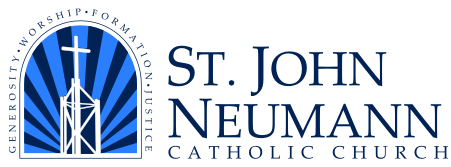 GENEROSITY•WORSHIP•FORMATION•JUSTICE
ST. JOHN
NEUMANN
CATHOLIC CHURCH